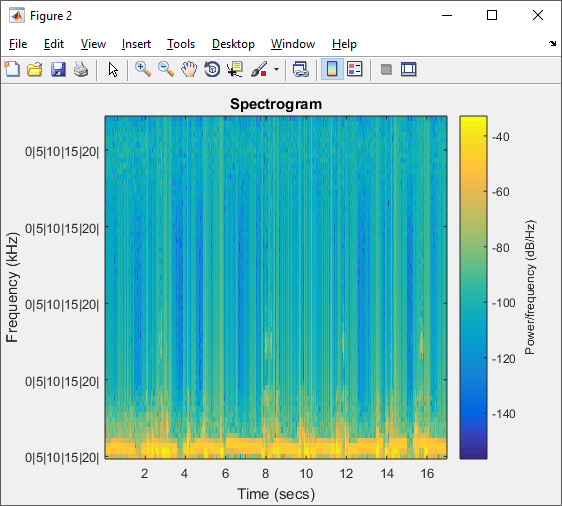 Figure 2
File Edit View Insert Tools Desktop Window Help
Spectrogram
0|5|10|15|20|
0|5|10|15|20|
0|5|10|15|20|
0|5|10|15|20|
0|5|10|15|20|
Frequency (kHz)
2 4 6 8 10 12 14 16
Time (secs)
-40
-60
-80
-100
-120
-140
Power/frequency (dB/Hz)